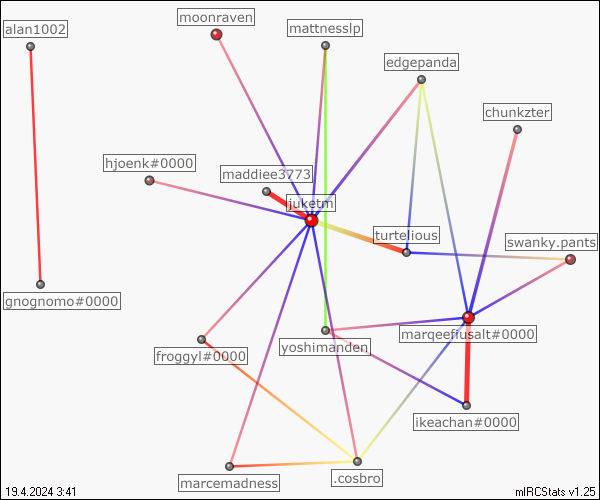 moonraven
alan1002
mattnesslp
edgepanda
chunkzter
hjoenk#0000
maddiee3773
juketm
turtelious
swanky.pants
gnognomo#0000
marqeeflusalt#0000
froggyl#0000
yoshimanden
ikeachan#0000
marcemadness
.cosbro
19.4.2024 3:41
mIRCStats v1.25